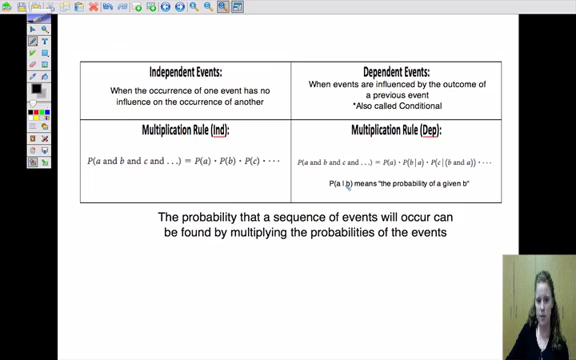 Independent Events:
When the occurrence of one event has no
influence on the occurrence of another
Dependent Events:
When events are influenced by the outcome of
a previous event
*Also called Conditional
Multiplication Rule (Ind):
P(a and b and c and . . .) = P(a) · P(b) · P(c) · · · ·
Multiplication Rule (Dep):
P(a and b and c and . . .) = P(a) · P(b | a) · P(c | (b and a)) · · · ·
P(a | b) means "the probability of a given b"
The probability that a sequence of events will occur can
be found by multiplying the probabilities of the events